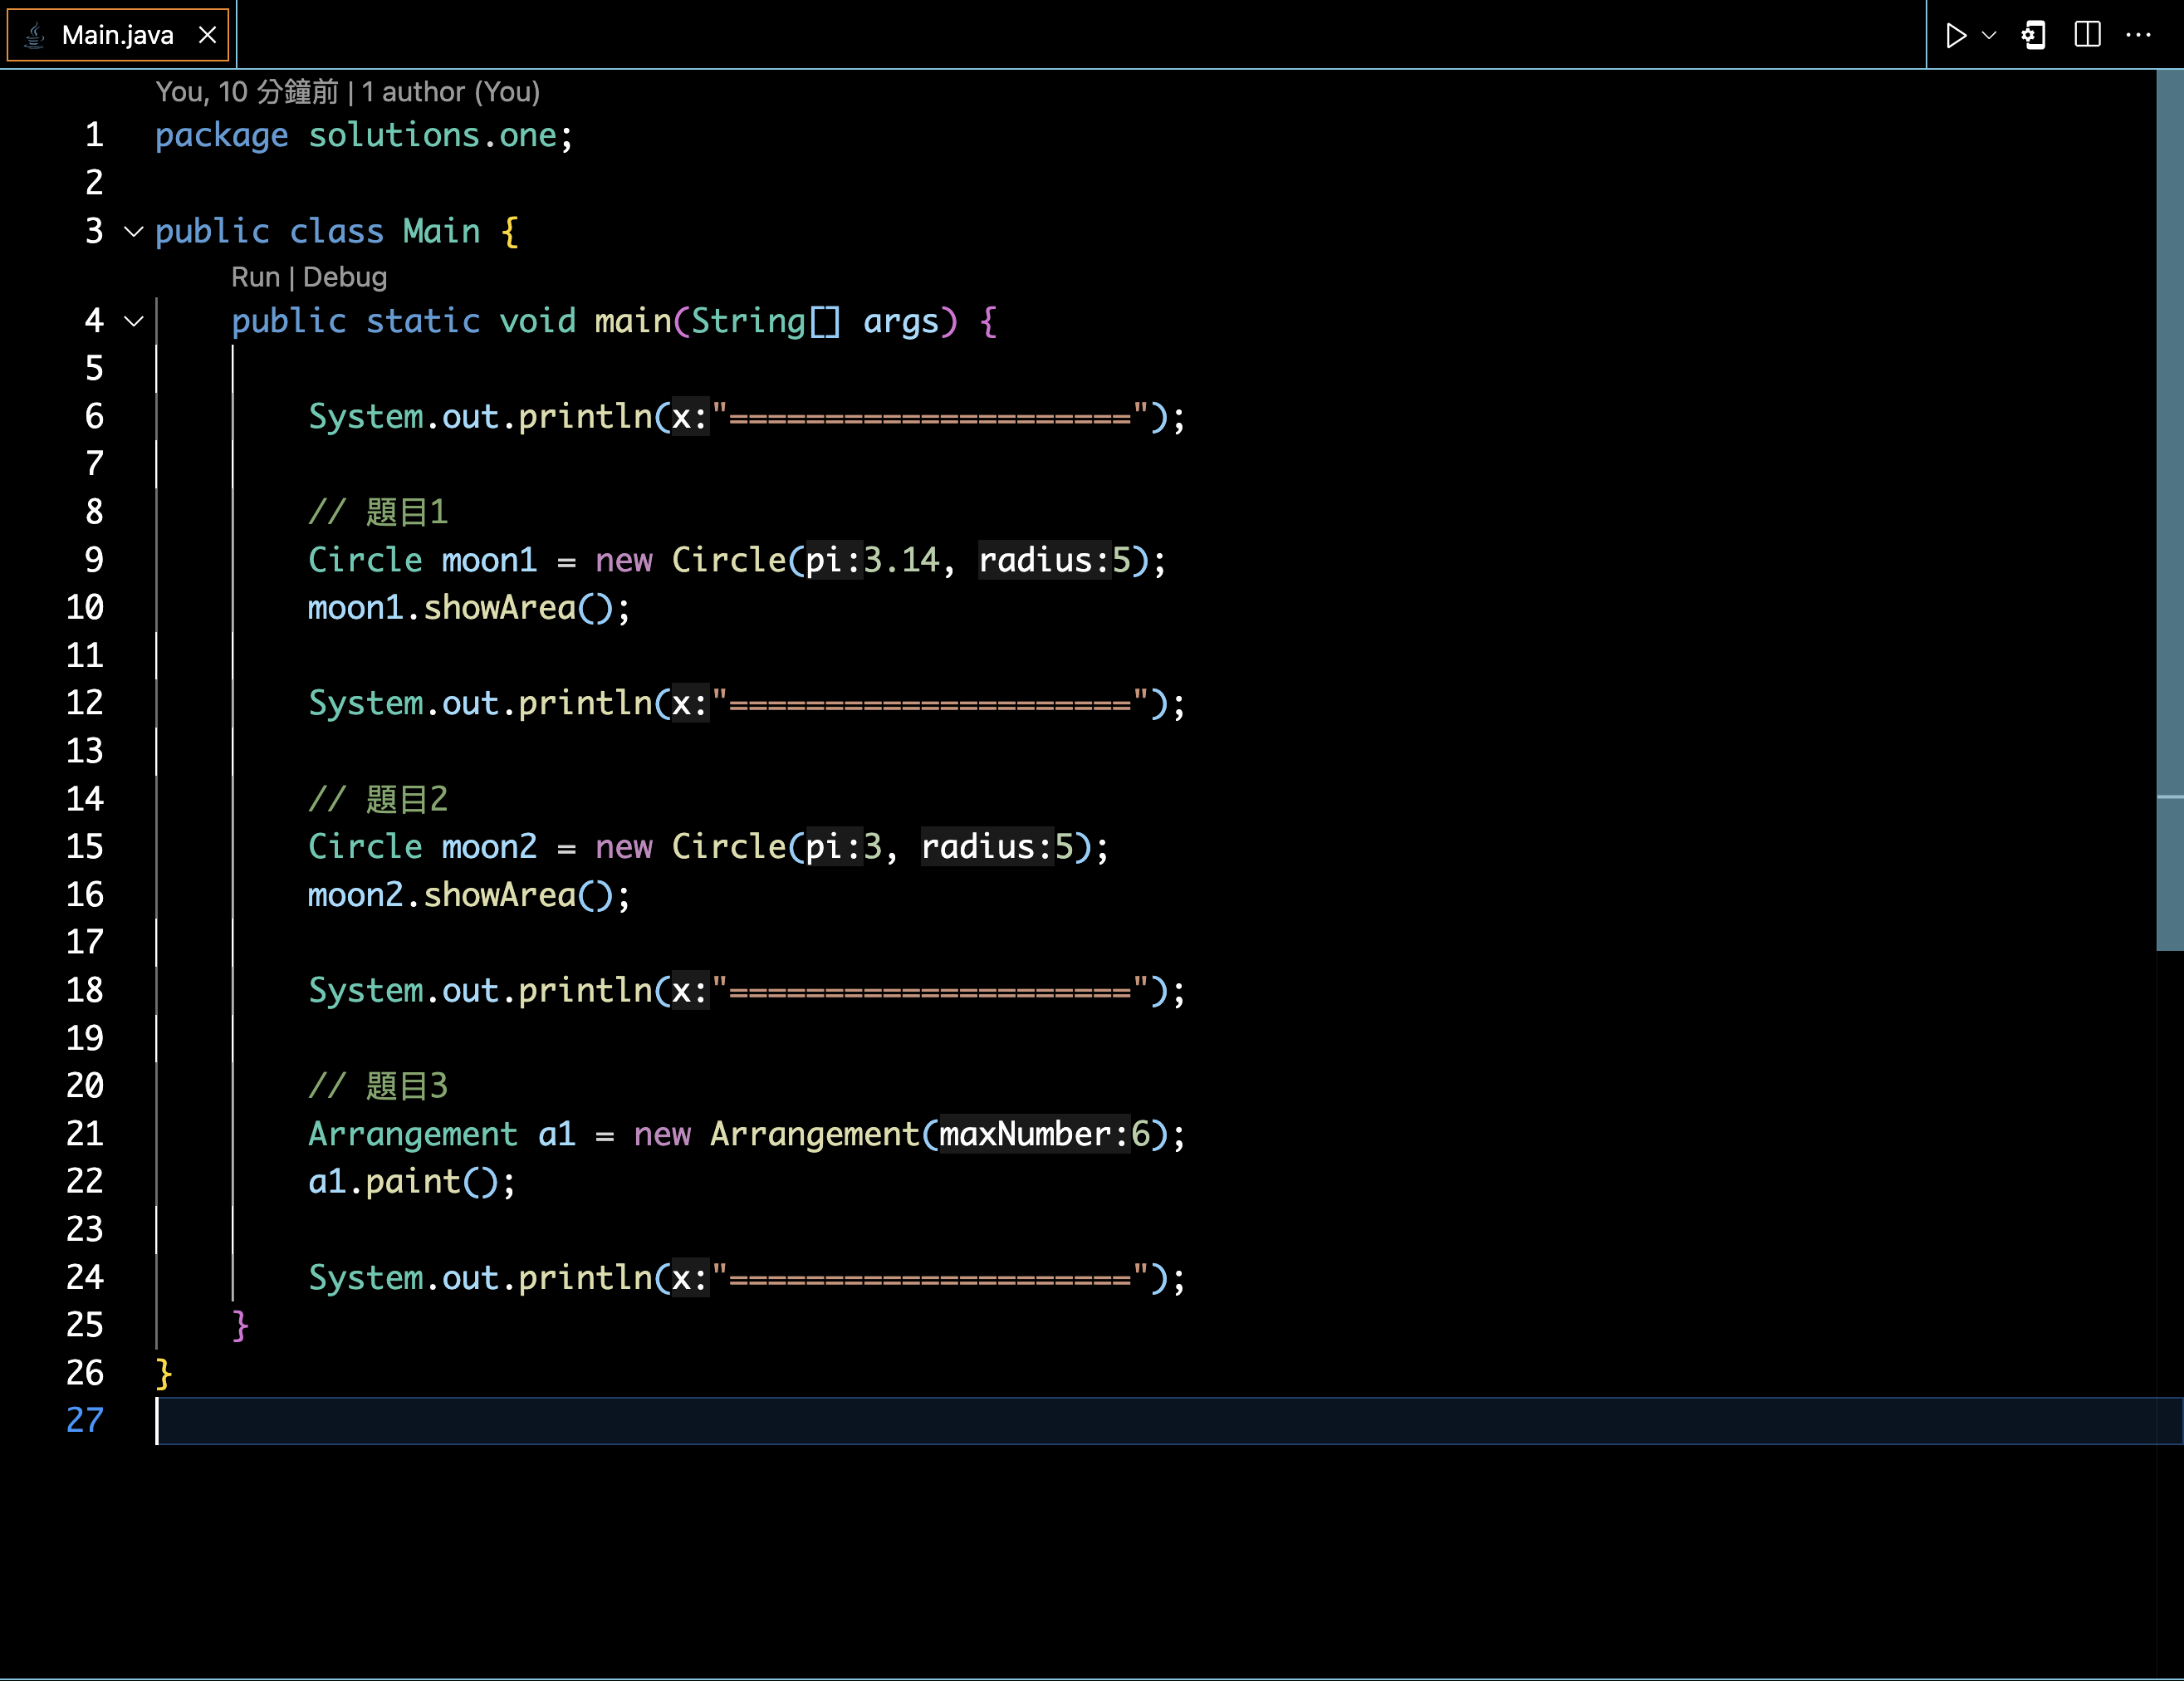 Main.java
You, 10 分鐘前 | 1 author (You)
1 package solutions.one;
2
3 public class Main {
Run | Debug
4 public static void main(String[] args) {
5
6 System.out.println(x:"=====================");
7
8 // 題目1
9 Circle moon1 = new Circle(pi:3.14, radius:5);
10 moon1.showArea();
11
12 System.out.println(x:"=====================");
13
14 // 題目2
15 Circle moon2 = new Circle(pi:3, radius:5);
16 moon2.showArea();
17
18 System.out.println(x:"=====================");
19
20 // 題目3
21 Arrangement a1 = new Arrangement(maxNumber:6);
22 a1.paint();
23
24 System.out.println(x:"=====================");
25 }
26 }
27